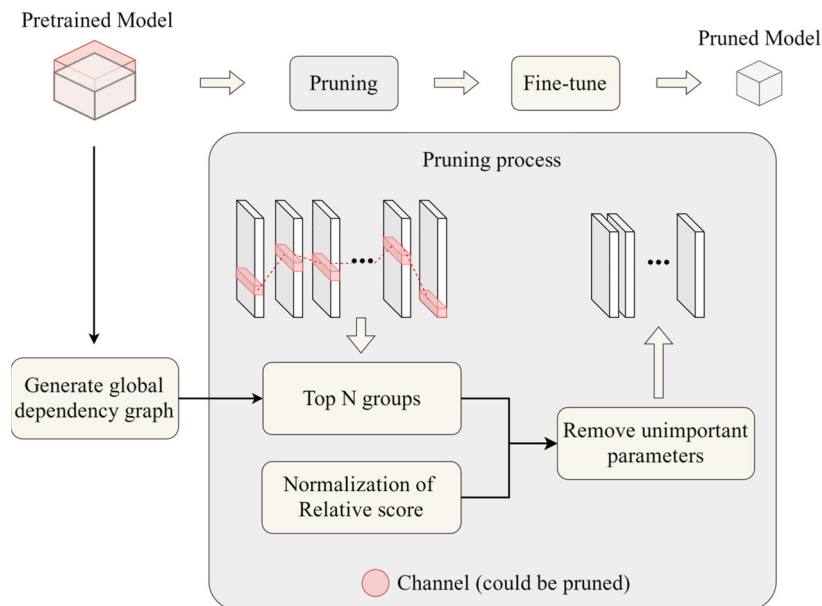 Pretrained Model
Pruned Model
Pruning
Fine-tune
Pruning process
•••
•••
Generate global
dependency graph
Top N groups
Remove unimportant
parameters
Normalization of
Relative score
Channel (could be pruned)